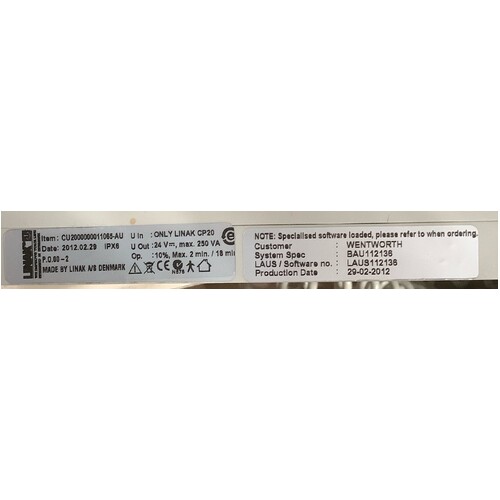 LINAK
Item: CU2000000011065-AU
Date: 2012.02.29 IPX6
P.O.00-2
MADE BY LINAK A/S DENMARK
U In : ONLY LINAK CP20
U Out : 24 V⎓, max. 250 VA
Op. : 10%, Max. 2 min. / 18 min
NOTE: Specialised software loaded, please refer to when ordering.
Customer : WENTWORTH
System Spec : BAU112136
LAUS / Software no. : LAUS112136
Production Date : 29-02-2012